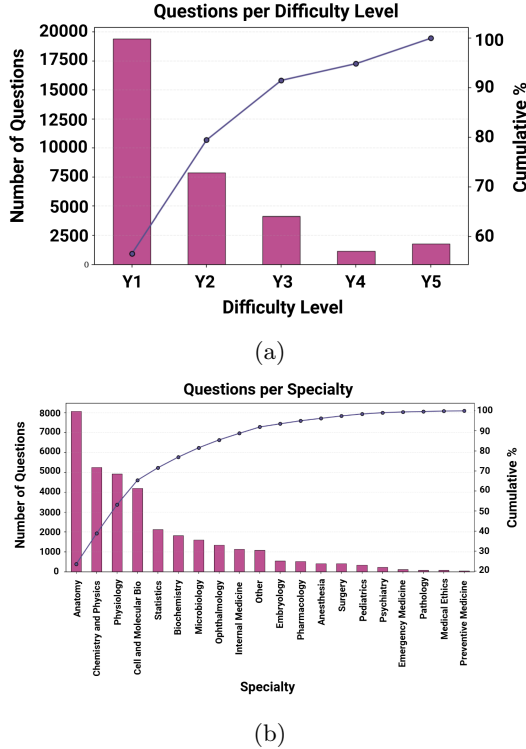 Questions per Difficulty Level
Number of Questions
20000
17500
15000
12500
10000
7500
5000
2500
0
100
90
80
70
60
Cumulative %
Y1 Y2 Y3 Y4 Y5
Difficulty Level
(a)
Questions per Specialty
Number of Questions
8000
7000
6000
5000
4000
3000
2000
1000
0
100
90
80
70
60
50
40
30
20
Cumulative %
Anatomy
Chemistry and Physics
Physiology
Cell and Molecular Bio
Statistics
Biochemistry
Microbiology
Ophthalmology
Internal Medicine
Other
Embryology
Pharmacology
Anesthesia
Surgery
Pediatrics
Psychiatry
Emergency Medicine
Pathology
Medical Ethics
Preventive Medicine
Specialty
(b)